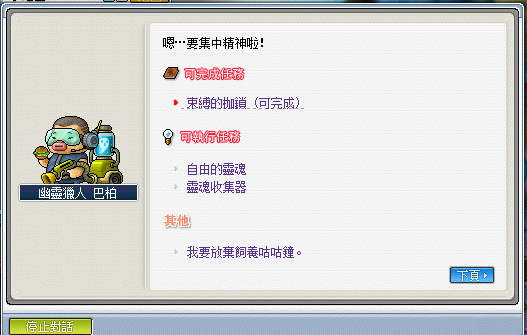 嗯…要集中精神啦!
可完成任務
束縛的枷鎖 (可完成)
可執行任務
自由的靈魂
靈魂收集器
幽靈獵人 巴柏
其他
我要放棄飼養咕咕鐘。
下頁
停止對話